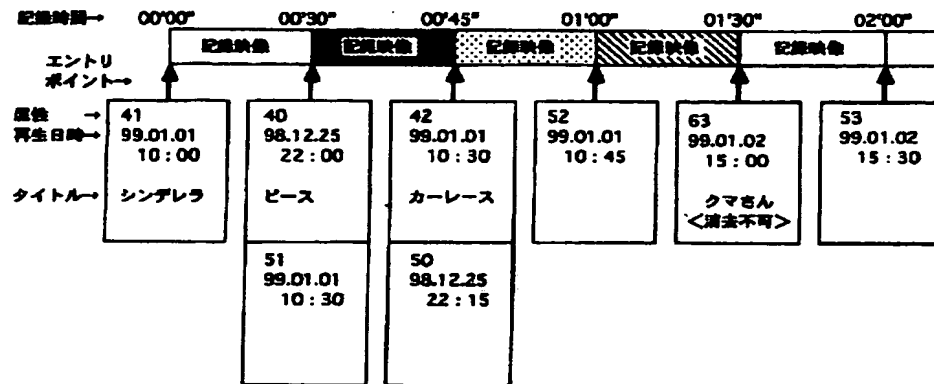 記録時間→ 00'00" 00'30" 00'45" 01'00" 01'30" 02'00"
記録映像 記録映像 記録映像 記録映像 記録映像
エントリ
ポイント→
属性 → 41 40 42 52 63 53
再生日時→ 99.01.01 98.12.25 99.01.01 99.01.01 99.01.02 99.01.02
10:00 22:00 10:30 10:45 15:00 15:30
タイトル→ シンデレラ ピース カーレース クマさん
<消去不可>
51 50
99.01.01 98.12.25
10:30 22:15